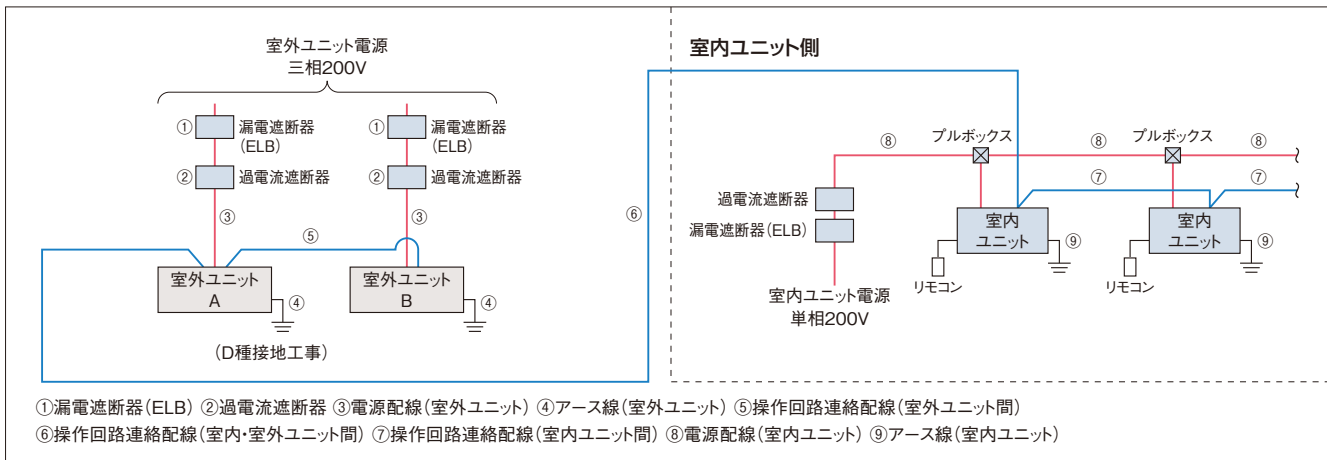 室外ユニット電源
三相200V
① 漏電遮断器
(ELB)
① 漏電遮断器
(ELB)
② 過電流遮断器
② 過電流遮断器
③
③
⑤
室外ユニット
A
④
室外ユニット
B
④
(D種接地工事)
⑥
室内ユニット側
⑧
プルボックス
⑧
プルボックス
⑧
⑦
⑦
過電流遮断器
漏電遮断器(ELB)
室内ユニット電源
単相200V
室内
ユニット
⑨
リモコン
室内
ユニット
⑨
リモコン
①漏電遮断器(ELB) ②過電流遮断器 ③電源配線(室外ユニット) ④アース線(室外ユニット) ⑤操作回路連絡配線(室外ユニット間)
⑥操作回路連絡配線(室内・室外ユニット間) ⑦操作回路連絡配線(室内ユニット間) ⑧電源配線(室内ユニット) ⑨アース線(室内ユニット)